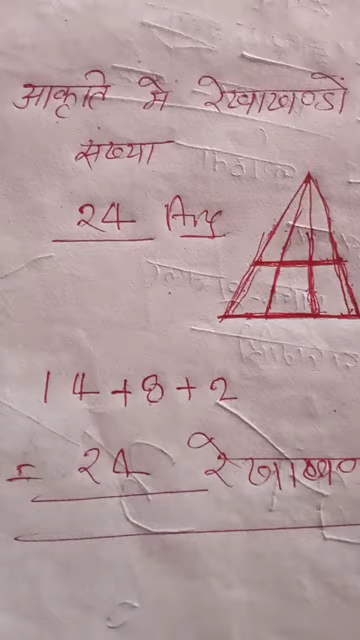 आकृति में रेखाखण्डों
संख्या
24 Ans
14+8+2
= 24 रेखाखण